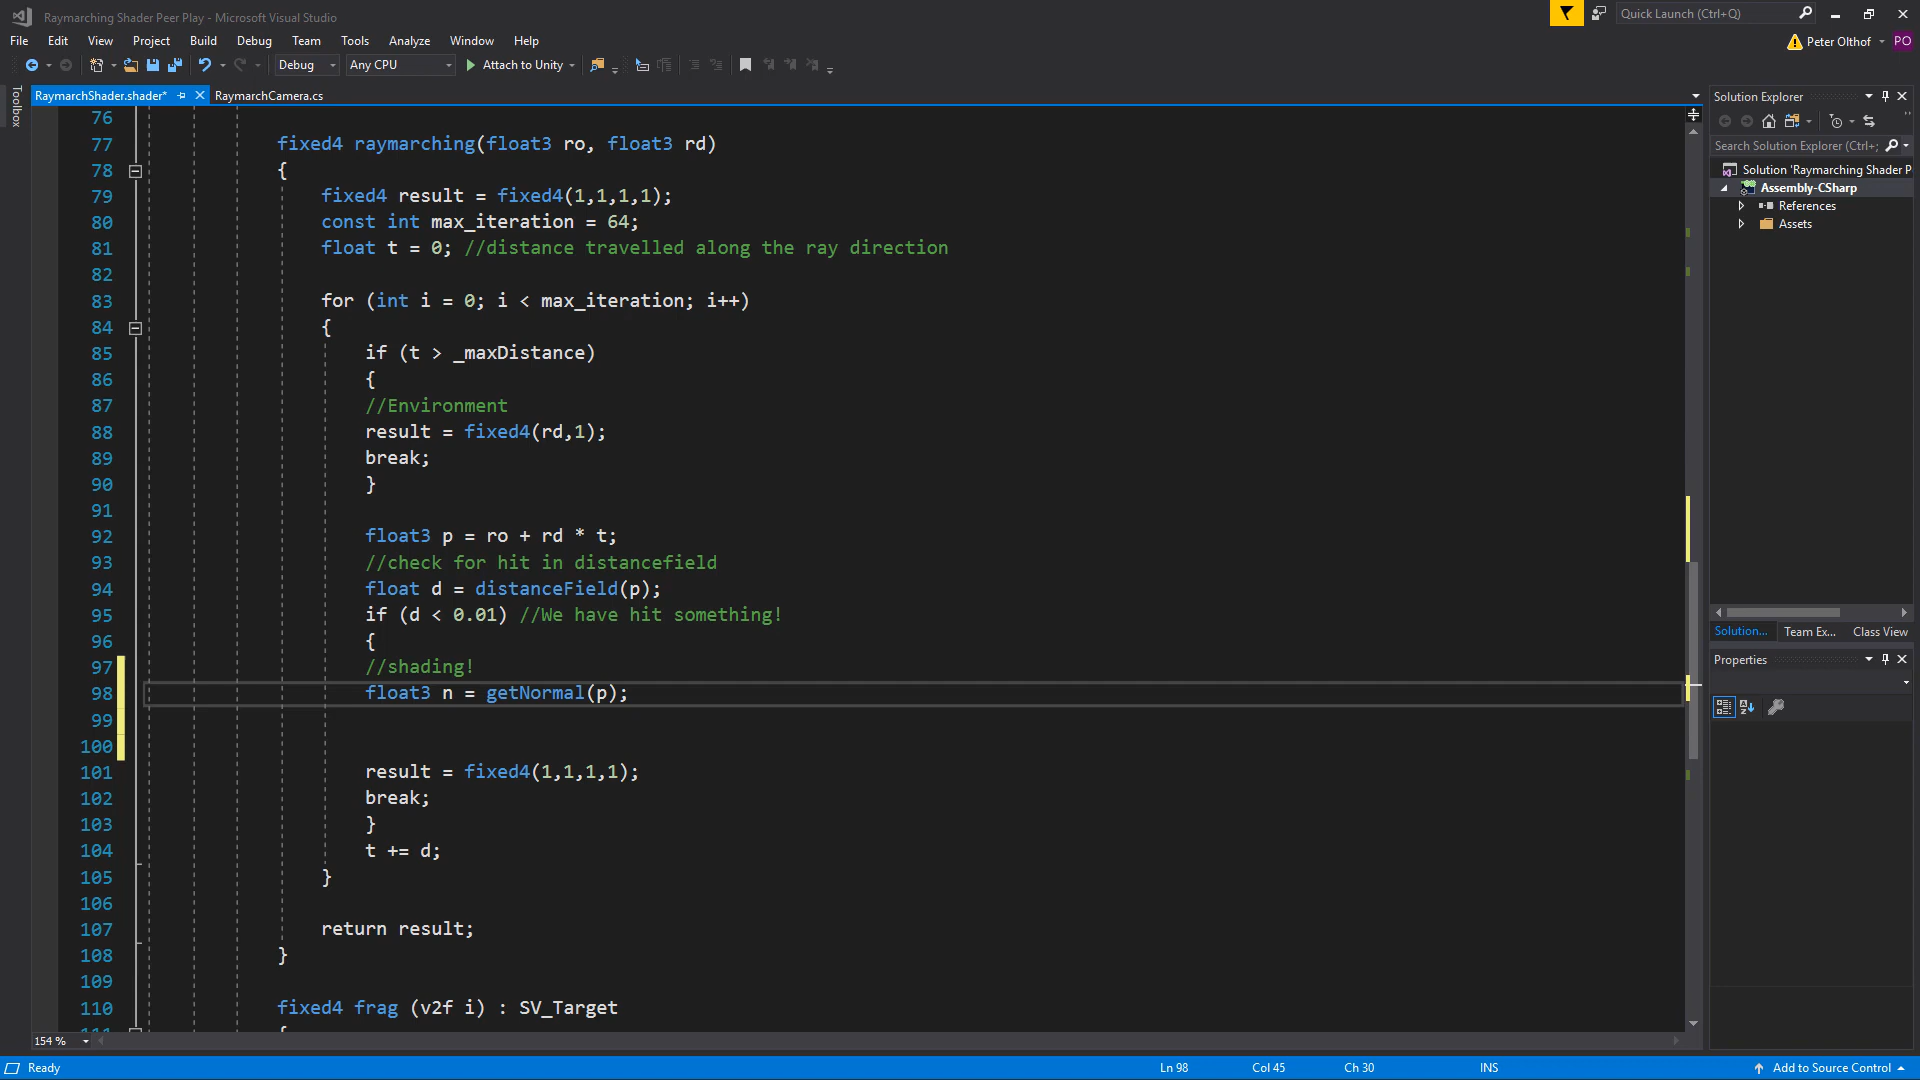 Raymarching Shader Peer Play - Microsoft Visual Studio
Quick Launch (Ctrl+Q)
File Edit View Project Build Debug Team Tools Analyze Window Help
Peter Olthof PO
Debug Any CPU Attach to Unity
Toolbox
RaymarchShader.shader* RaymarchCamera.cs
76
77 fixed4 raymarching(float3 ro, float3 rd)
78 {
79 fixed4 result = fixed4(1,1,1,1);
80 const int max_iteration = 64;
81 float t = 0; //distance travelled along the ray direction
82
83 for (int i = 0; i < max_iteration; i++)
84 {
85 if (t > _maxDistance)
86 {
87 //Environment
88 result = fixed4(rd,1);
89 break;
90 }
91
92 float3 p = ro + rd * t;
93 //check for hit in distancefield
94 float d = distanceField(p);
95 if (d < 0.01) //We have hit something!
96 {
97 //shading!
98 float3 n = getNormal(p);
99
100
101 result = fixed4(1,1,1,1);
102 break;
103 }
104 t += d;
105 }
106
107 return result;
108 }
109
110 fixed4 frag (v2f i) : SV_Target
111 {
154 %
Solution Explorer
Search Solution Explorer (Ctrl+;
Solution 'Raymarching Shader P
Assembly-CSharp
References
Assets
Solution... Team Ex... Class View
Properties
Ready Ln 98 Col 45 Ch 30 INS Add to Source Control